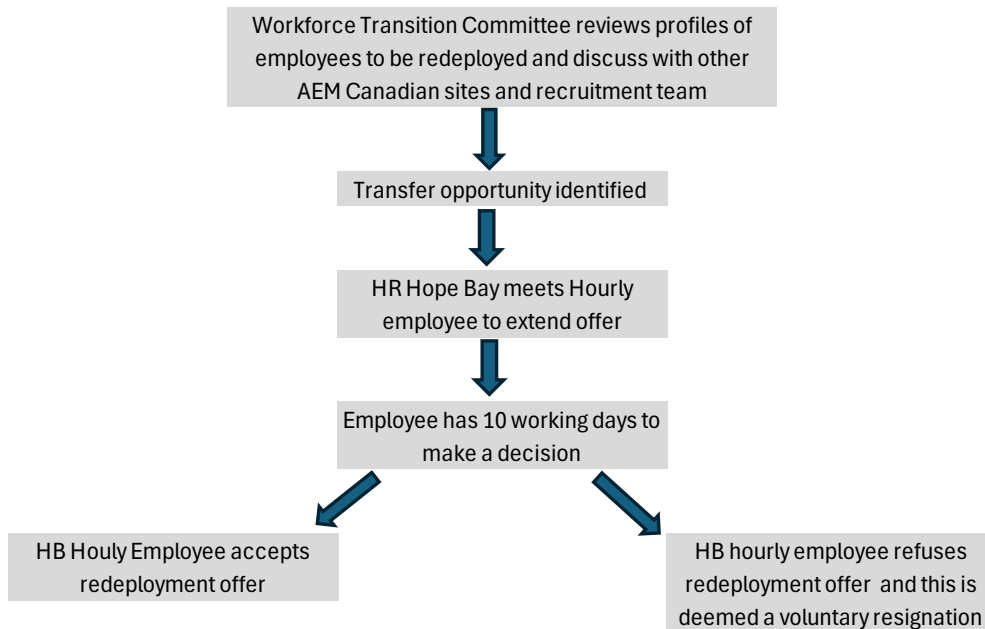 Workforce Transition Committee reviews profiles of
employees to be redeployed and discuss with other
AEM Canadian sites and recruitment team
Transfer opportunity identified
HR Hope Bay meets Hourly
employee to extend offer
Employee has 10 working days to
make a decision
HB Houly Employee accepts
redeployment offer
HB hourly employee refuses
redeployment offer and this is
deemed a voluntary resignation